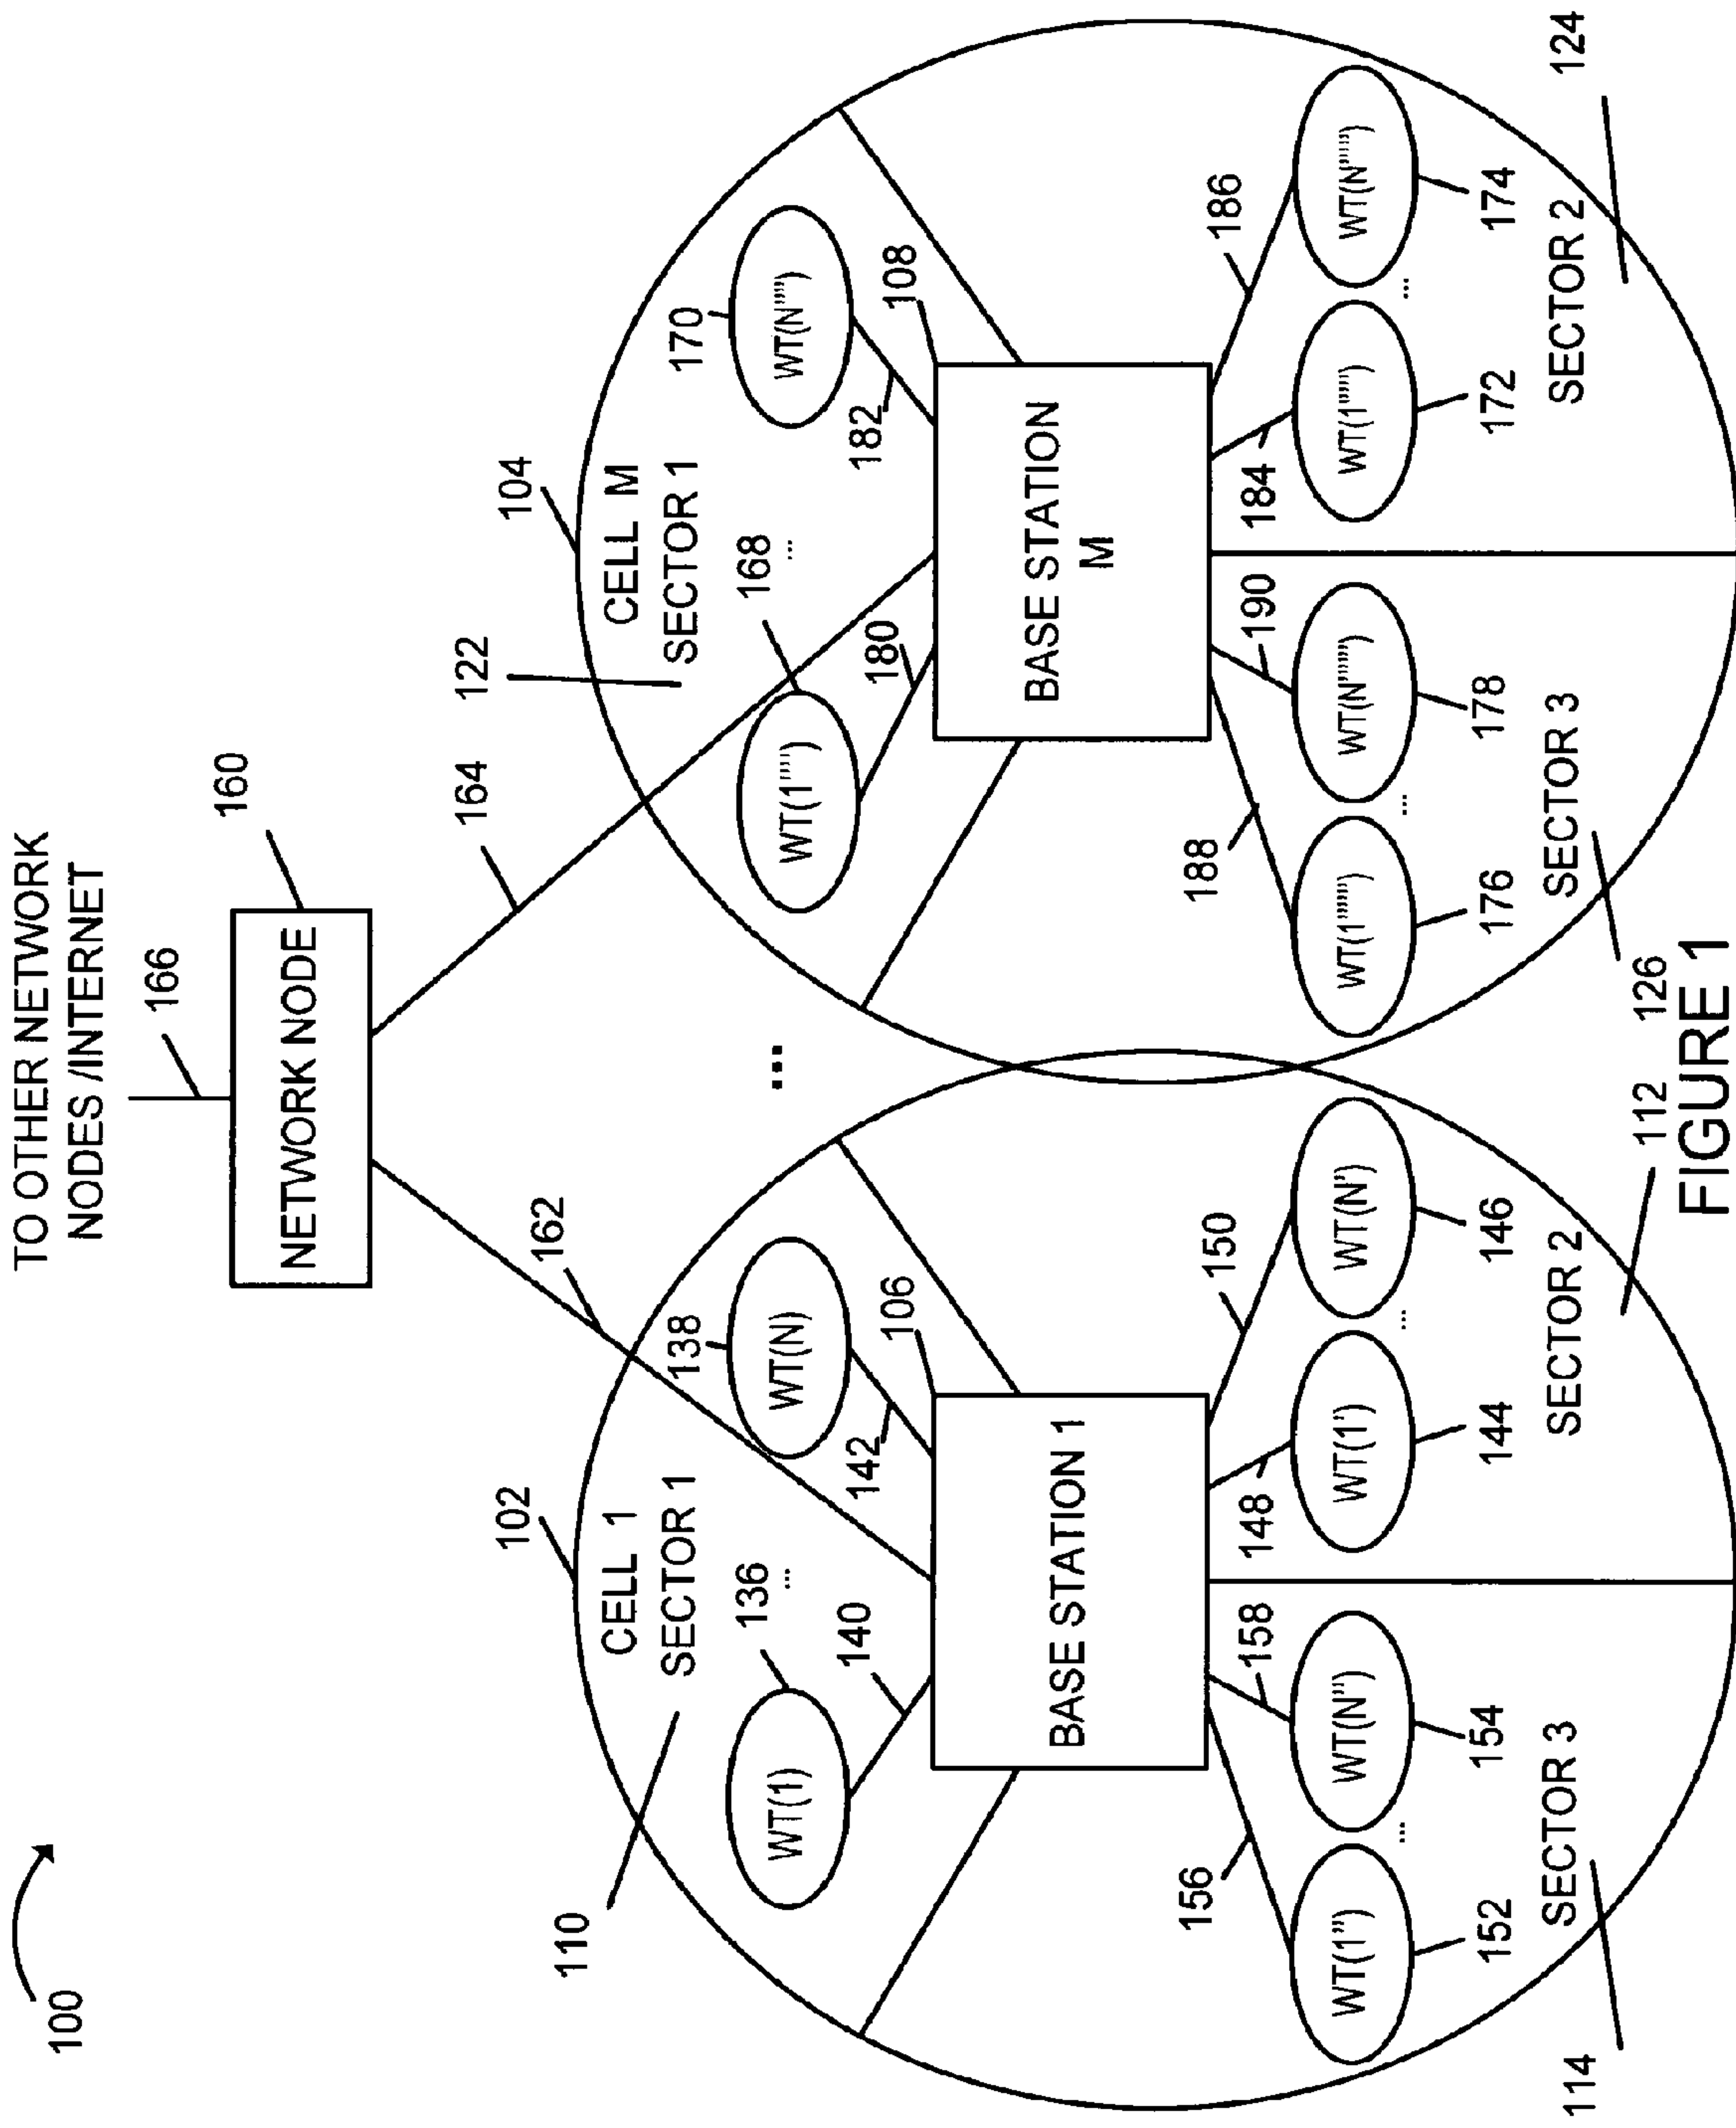 100
TO OTHER NETWORK
NODES /INTERNET
166
NETWORK NODE
160
162
164
102
CELL 1
110
SECTOR 1
136
...
138
WT(1)
WT(N)
140
142
106
BASE STATION 1
156
158
148
150
WT(1'')
...
WT(N'')
WT(1')
...
WT(N')
152
154
144
146
SECTOR 3
SECTOR 2
114
112
...
104
CELL M
122
SECTOR 1
168
...
170
180
182
108
BASE STATION
M
188
190
184
186
...
...
176
178
172
174
SECTOR 3
SECTOR 2
126
124
FIGURE 1